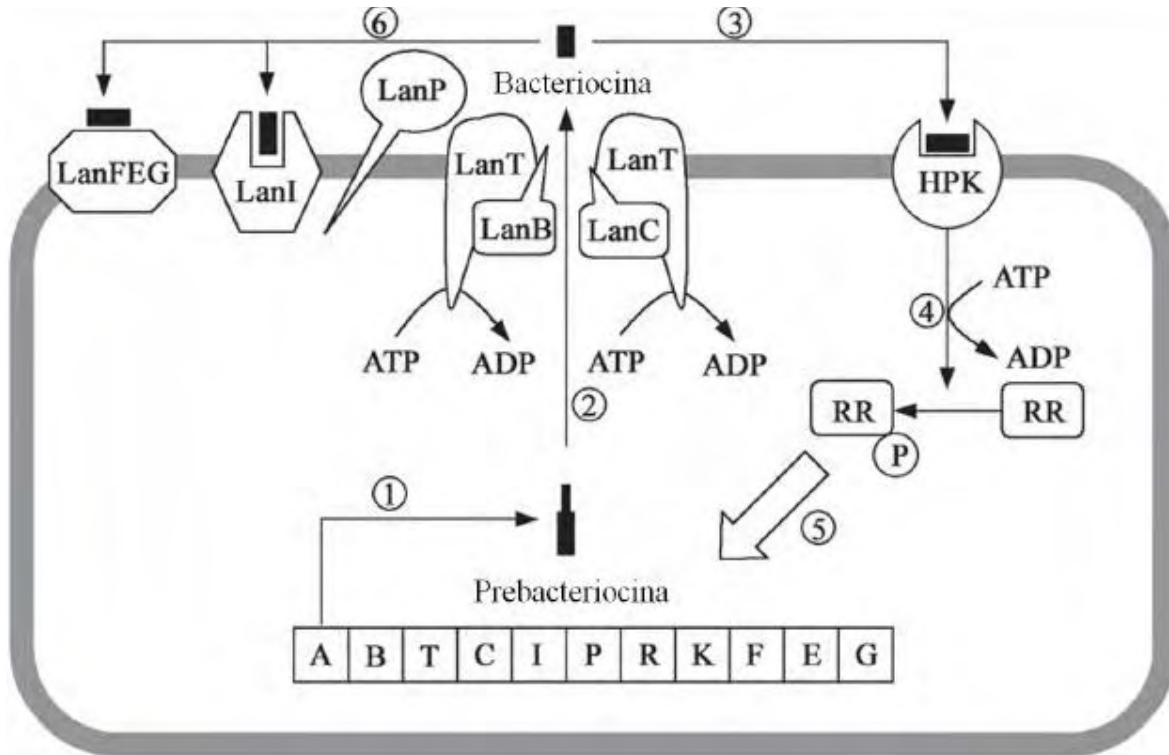 ⑥
③
Bacteriocina
LanP
LanFEG
LanI
LanT
LanT
HPK
LanB
LanC
ATP
④
ATP
ADP
ATP
ADP
ADP
②
RR
RR
P
①
⑤
Prebacteriocina
A B T C I P R K F E G